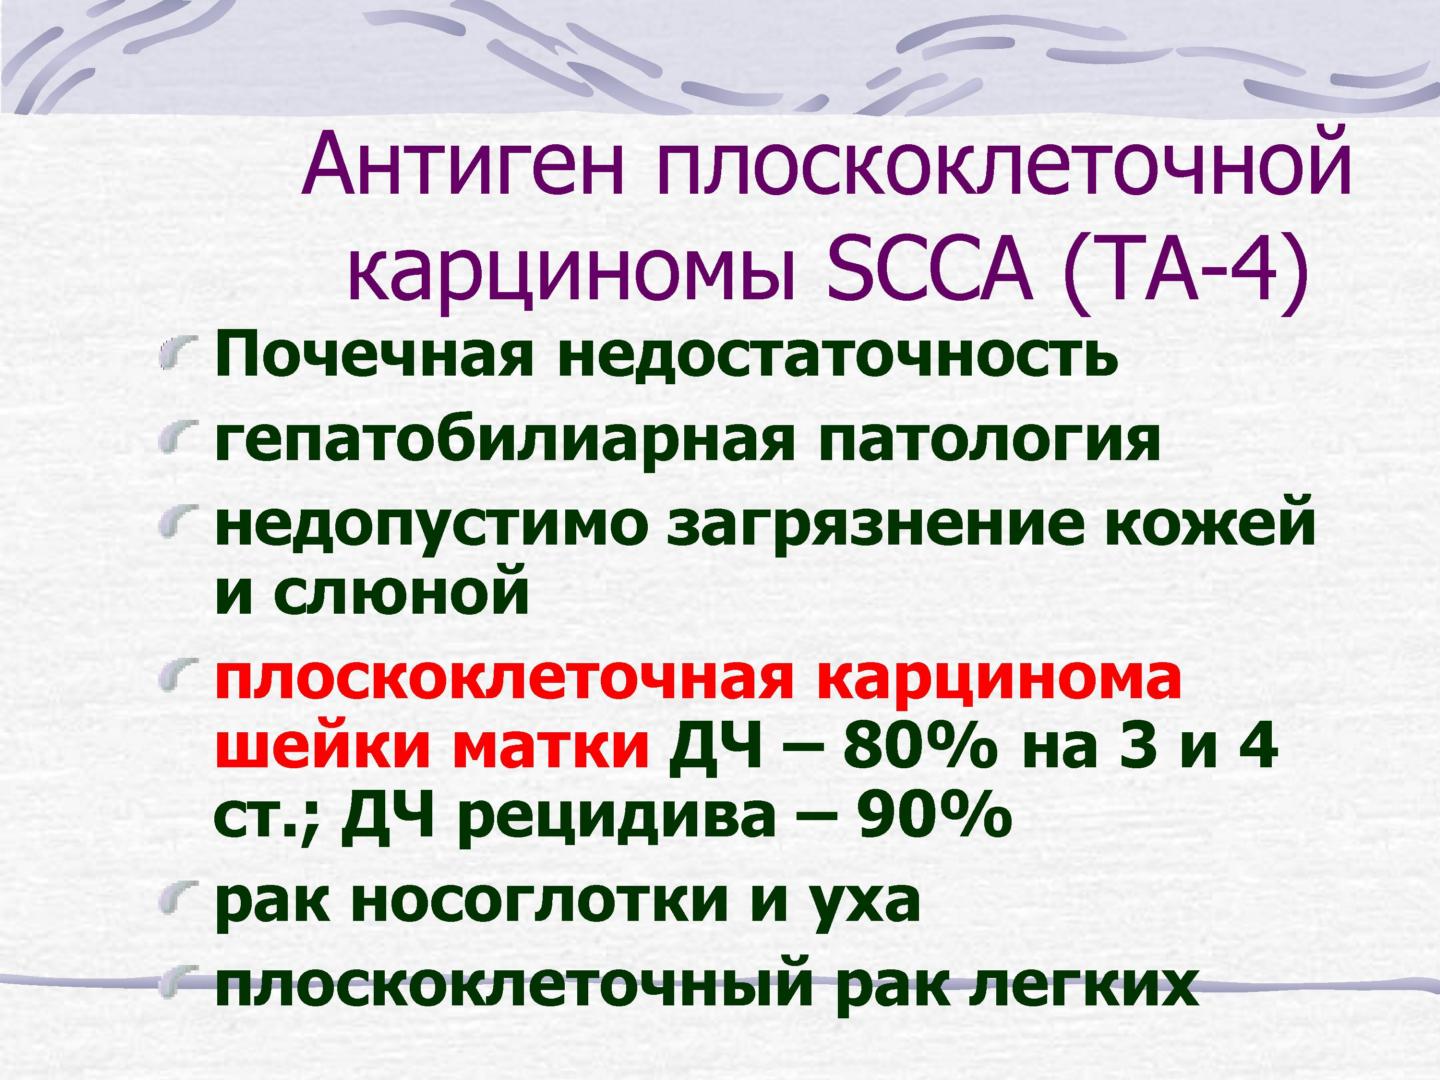 Антиген плоскоклеточной
карциномы SCCA (TA-4)
Почечная недостаточность
гепатобилиарная патология
недопустимо загрязнение кожей
и слюной
плоскоклеточная карцинома
шейки матки ДЧ – 80% на 3 и 4
ст.; ДЧ рецидива – 90%
рак носоглотки и уха
плоскоклеточный рак легких